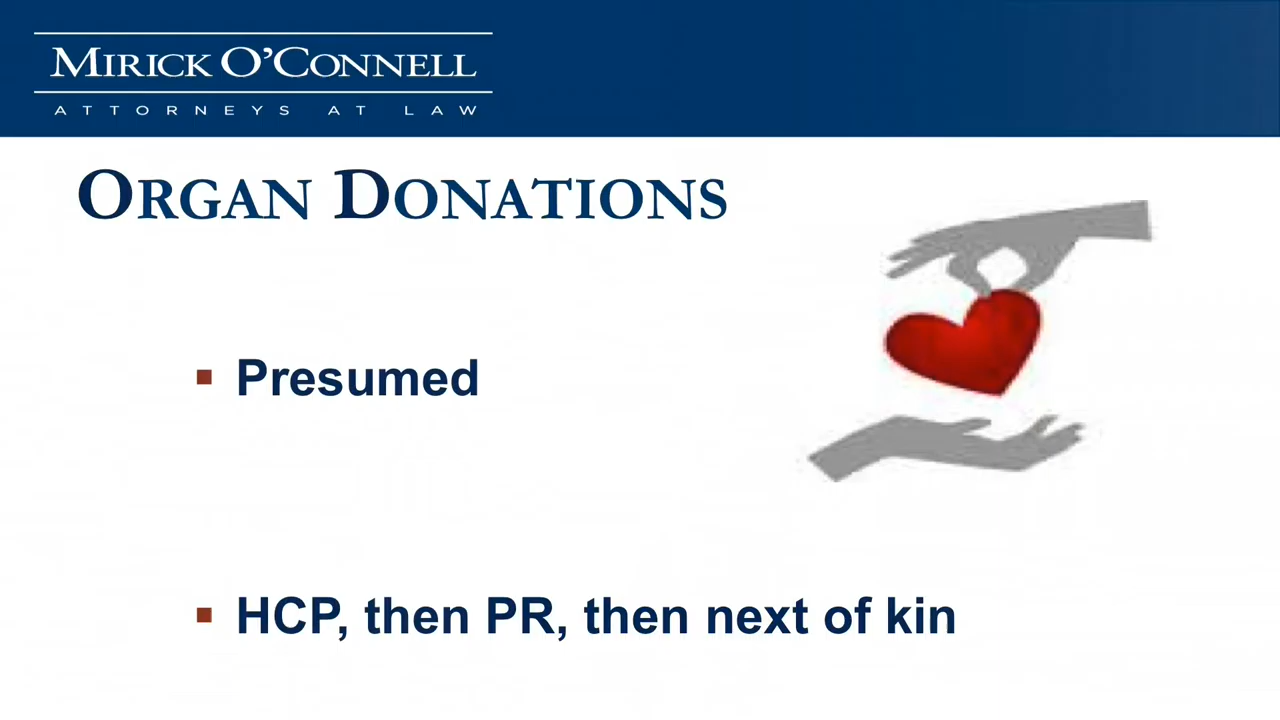 MIRICK O'CONNELL
ATTORNEYS AT LAW
ORGAN DONATIONS
▪ Presumed
▪ HCP, then PR, then next of kin